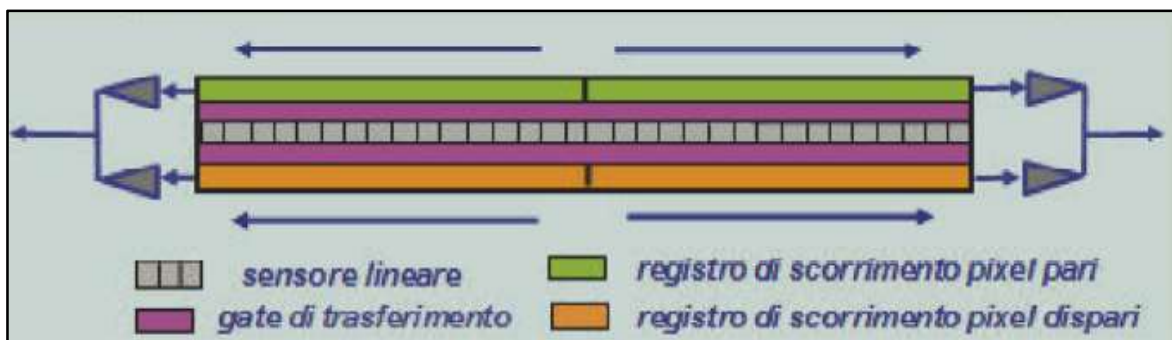 sensore lineare
registro di scorrimento pixel pari
gate di trasferimento
registro di scorrimento pixel dispari